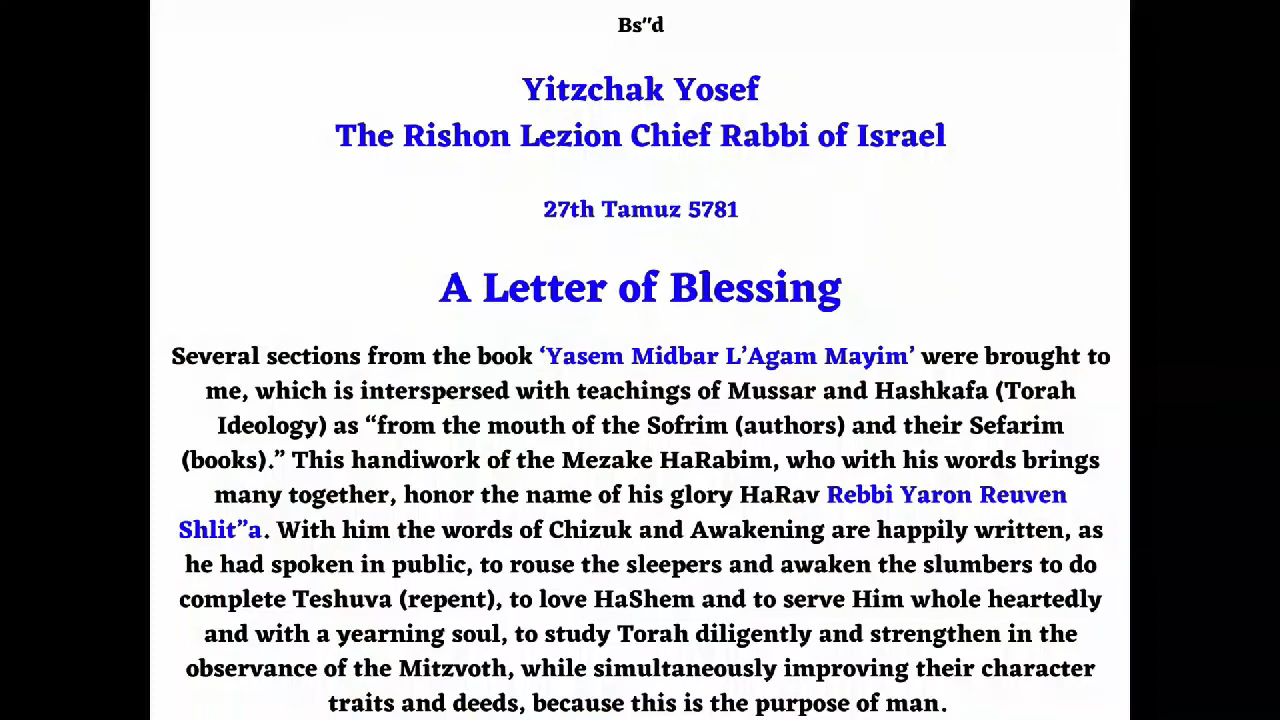 Bs"d
Yitzchak Yosef
The Rishon Lezion Chief Rabbi of Israel
27th Tamuz 5781
A Letter of Blessing
Several sections from the book ‘Yasem Midbar L’Agam Mayim’ were brought to
me, which is interspersed with teachings of Mussar and Hashkafa (Torah
Ideology) as “from the mouth of the Sofrim (authors) and their Sefarim
(books).” This handiwork of the Mezake HaRabim, who with his words brings
many together, honor the name of his glory HaRav Rebbi Yaron Reuven
Shlit”a. With him the words of Chizuk and Awakening are happily written, as
he had spoken in public, to rouse the sleepers and awaken the slumbers to do
complete Teshuva (repent), to love HaShem and to serve Him whole heartedly
and with a yearning soul, to study Torah diligently and strengthen in the
observance of the Mitzvoth, while simultaneously improving their character
traits and deeds, because this is the purpose of man.